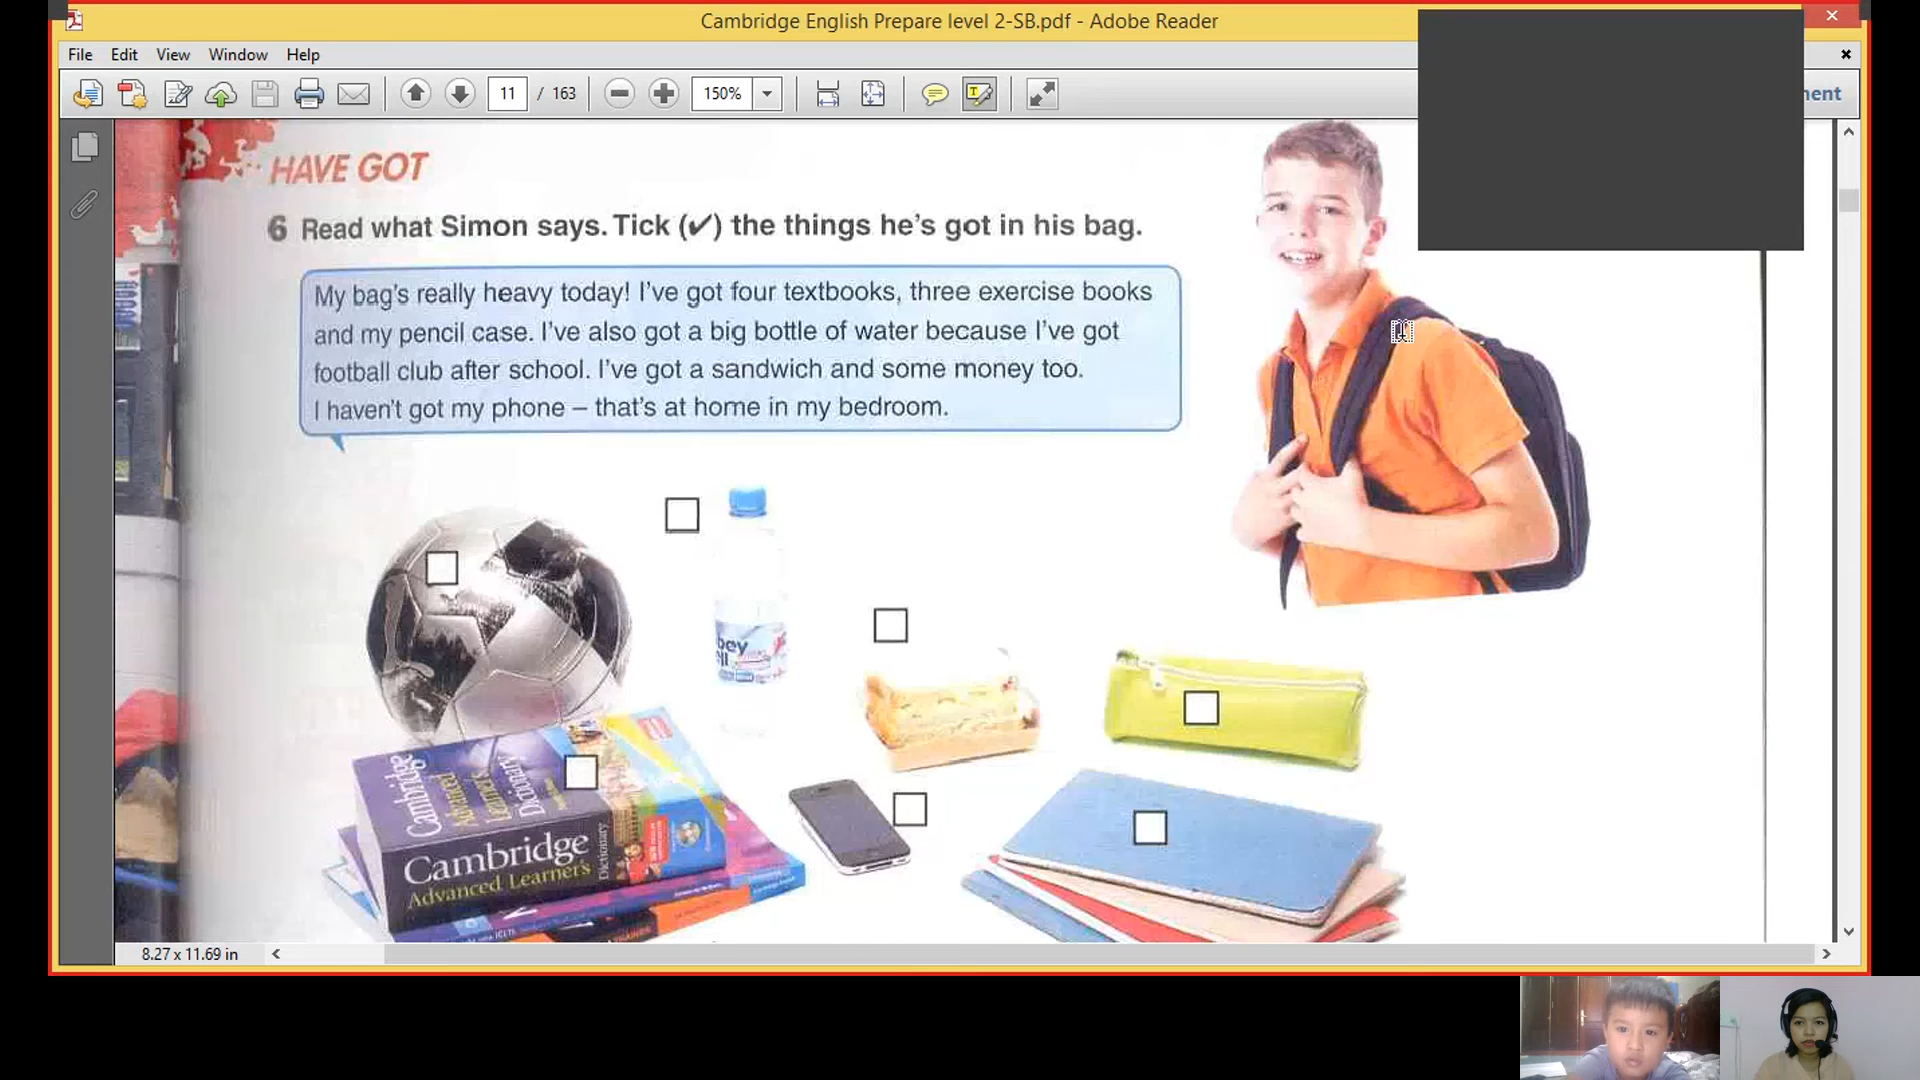 Cambridge English Prepare level 2-SB.pdf - Adobe Reader
File Edit View Window Help
11 / 163 150%
HAVE GOT
6 Read what Simon says. Tick (✔) the things he's got in his bag.
My bag's really heavy today! I've got four textbooks, three exercise books
and my pencil case. I've also got a big bottle of water because I've got
football club after school. I've got a sandwich and some money too.
I haven't got my phone – that's at home in my bedroom.
Cambridge
Advanced
Learner's
Dictionary
Cambridge
Advanced Learner's
Dictionary
8.27 x 11.69 in